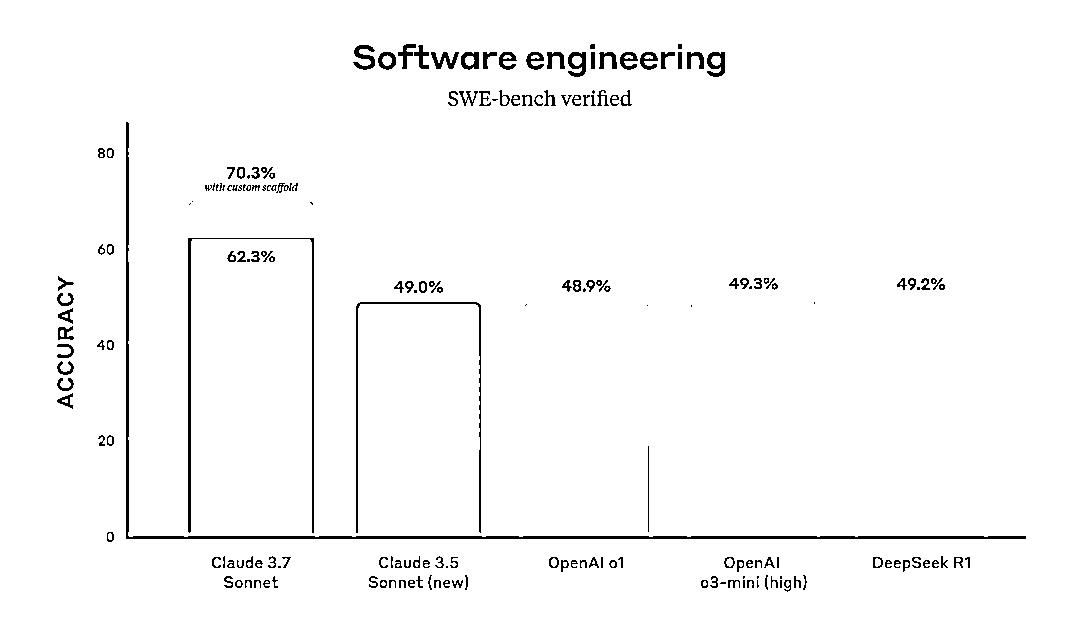 Software engineering
SWE-bench verified
ACCURACY
80
60
40
20
0
70.3%
with custom scaffold
62.3%
49.0%
48.9%
49.3%
49.2%
Claude 3.7
Sonnet
Claude 3.5
Sonnet (new)
OpenAI o1
OpenAI
o3-mini (high)
DeepSeek R1